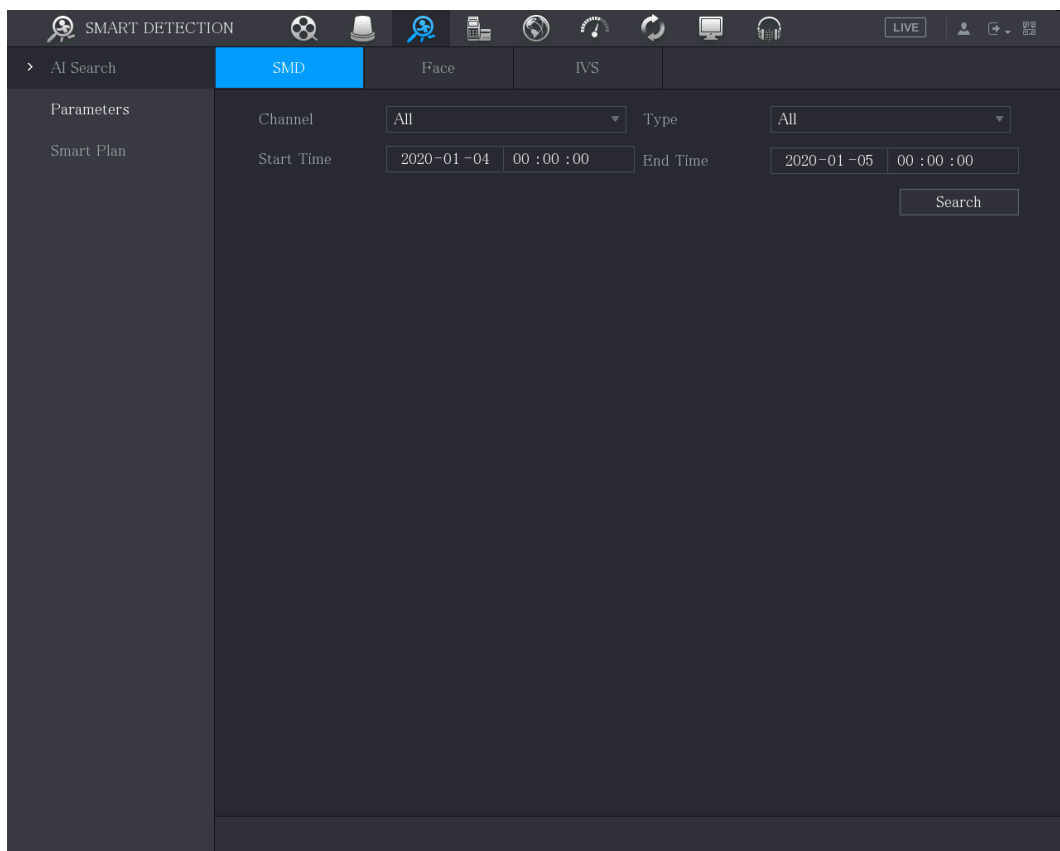 SMART DETECTION LIVE
AI Search SMD Face IVS
Parameters
Smart Plan
Channel All Type All
Start Time 2020-01-04 00:00:00 End Time 2020-01-05 00:00:00
Search